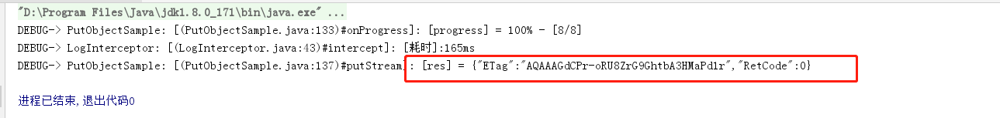 "D:\Program Files\Java\jdk1.8.0_171\bin\java.exe" ...
DEBUG-> PutObjectSample: [(PutObjectSample.java:133)#onProgress]: [progress] = 100% - [8/8]
DEBUG-> LogInterceptor: [(LogInterceptor.java:43)#intercept]: [耗时]:165ms
DEBUG-> PutObjectSample: [(PutObjectSample.java:137)#putStream]: [res] = {"ETag":"AQAAAGdCPr-oRU8ZrG9GhtbA3HMaPd1r","RetCode":0}
进程已结束,退出代码0